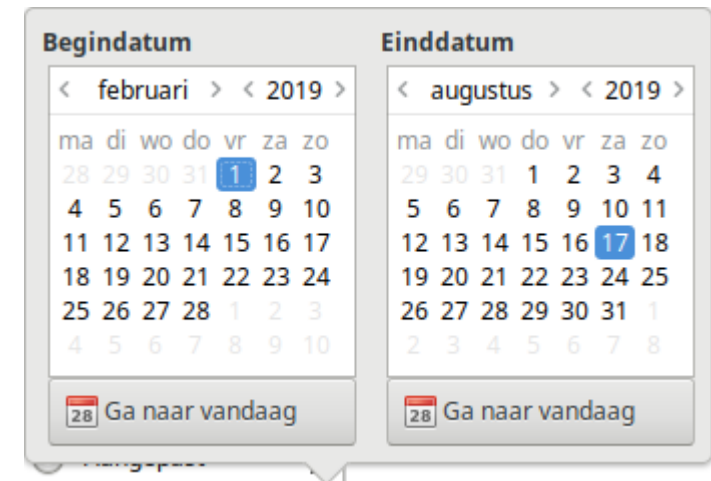 Begindatum
< februari > < 2019 >
ma di wo do vr za zo
28 29 30 31 1 2 3
4 5 6 7 8 9 10
11 12 13 14 15 16 17
18 19 20 21 22 23 24
25 26 27 28 1 2 3
4 5 6 7 8 9 10
28 Ga naar vandaag
Einddatum
< augustus > < 2019 >
ma di wo do vr za zo
29 30 31 1 2 3 4
5 6 7 8 9 10 11
12 13 14 15 16 17 18
19 20 21 22 23 24 25
26 27 28 29 30 31 1
2 3 4 5 6 7 8
28 Ga naar vandaag